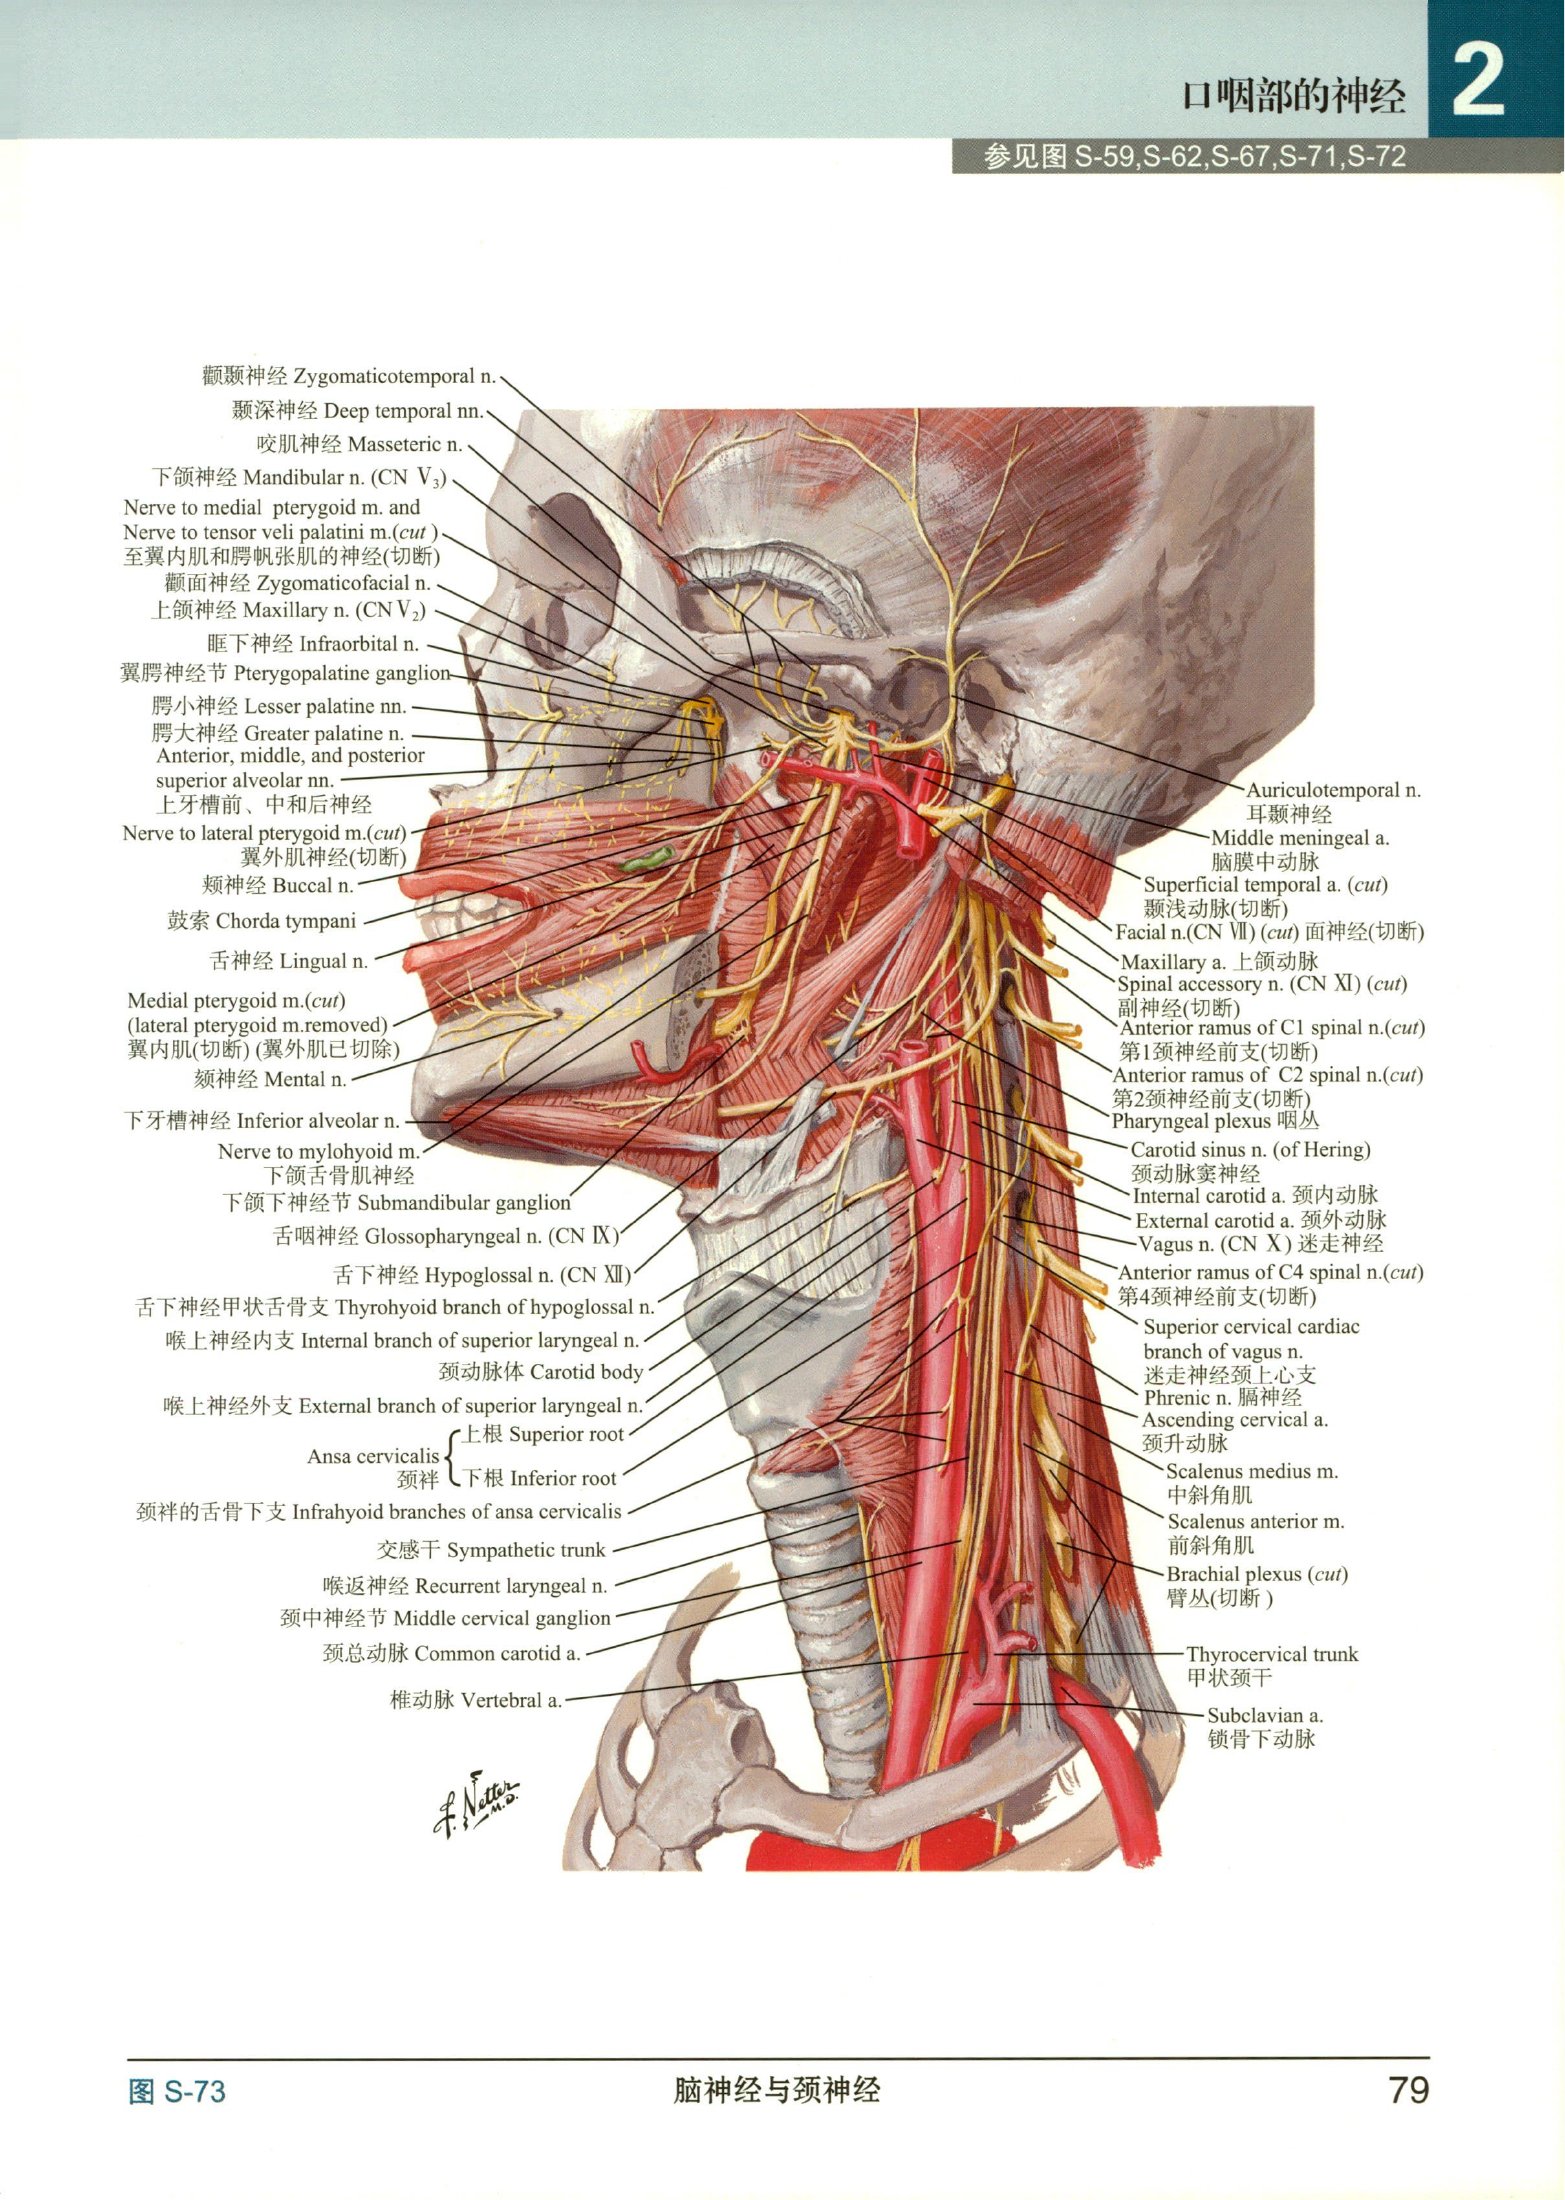 口咽部的神经
2
参见图 S-59,S-62,S-67,S-71,S-72
颧颞神经 Zygomaticotemporal n.
颞深神经 Deep temporal nn.
咬肌神经 Masseteric n.
下颌神经 Mandibular n. (CN Ⅴ₃)
Nerve to medial pterygoid m. and
Nerve to tensor veli palatini m.(cut )
至翼内肌和腭帆张肌的神经(切断)
颧面神经 Zygomaticofacial n.
上颌神经 Maxillary n. (CN Ⅴ₂)
眶下神经 Infraorbital n.
翼腭神经节 Pterygopalatine ganglion
腭小神经 Lesser palatine nn.
腭大神经 Greater palatine n.
Anterior, middle, and posterior
superior alveolar nn.
上牙槽前、中和后神经
Nerve to lateral pterygoid m.(cut)
翼外肌神经(切断)
颊神经 Buccal n.
鼓索 Chorda tympani
舌神经 Lingual n.
Medial pterygoid m.(cut)
(lateral pterygoid m.removed)
翼内肌(切断) (翼外肌已切除)
颏神经 Mental n.
下牙槽神经 Inferior alveolar n.
Nerve to mylohyoid m.
下颌舌骨肌神经
下颌下神经节 Submandibular ganglion
舌咽神经 Glossopharyngeal n. (CN Ⅸ)
舌下神经 Hypoglossal n. (CN Ⅻ)
舌下神经甲状舌骨支 Thyrohyoid branch of hypoglossal n.
喉上神经内支 Internal branch of superior laryngeal n.
颈动脉体 Carotid body
喉上神经外支 External branch of superior laryngeal n.
上根 Superior root
Ansa cervicalis
颈袢
下根 Inferior root
颈袢的舌骨下支 Infrahyoid branches of ansa cervicalis
交感干 Sympathetic trunk
喉返神经 Recurrent laryngeal n.
颈中神经节 Middle cervical ganglion
颈总动脉 Common carotid a.
椎动脉 Vertebral a.
Auriculotemporal n.
耳颞神经
Middle meningeal a.
脑膜中动脉
Superficial temporal a. (cut)
颞浅动脉(切断)
Facial n.(CN Ⅶ) (cut) 面神经(切断)
Maxillary a. 上颌动脉
Spinal accessory n. (CN Ⅺ) (cut)
副神经(切断)
Anterior ramus of C1 spinal n.(cut)
第1颈神经前支(切断)
Anterior ramus of C2 spinal n.(cut)
第2颈神经前支(切断)
Pharyngeal plexus 咽丛
Carotid sinus n. (of Hering)
颈动脉窦神经
Internal carotid a. 颈内动脉
External carotid a. 颈外动脉
Vagus n. (CN Ⅹ) 迷走神经
Anterior ramus of C4 spinal n.(cut)
第4颈神经前支(切断)
Superior cervical cardiac
branch of vagus n.
迷走神经颈上心支
Phrenic n. 膈神经
Ascending cervical a.
颈升动脉
Scalenus medius m.
中斜角肌
Scalenus anterior m.
前斜角肌
Brachial plexus (cut)
臂丛(切断 )
Thyrocervical trunk
甲状颈干
Subclavian a.
锁骨下动脉
F. Netter
M.D.
图 S-73
脑神经与颈神经
79